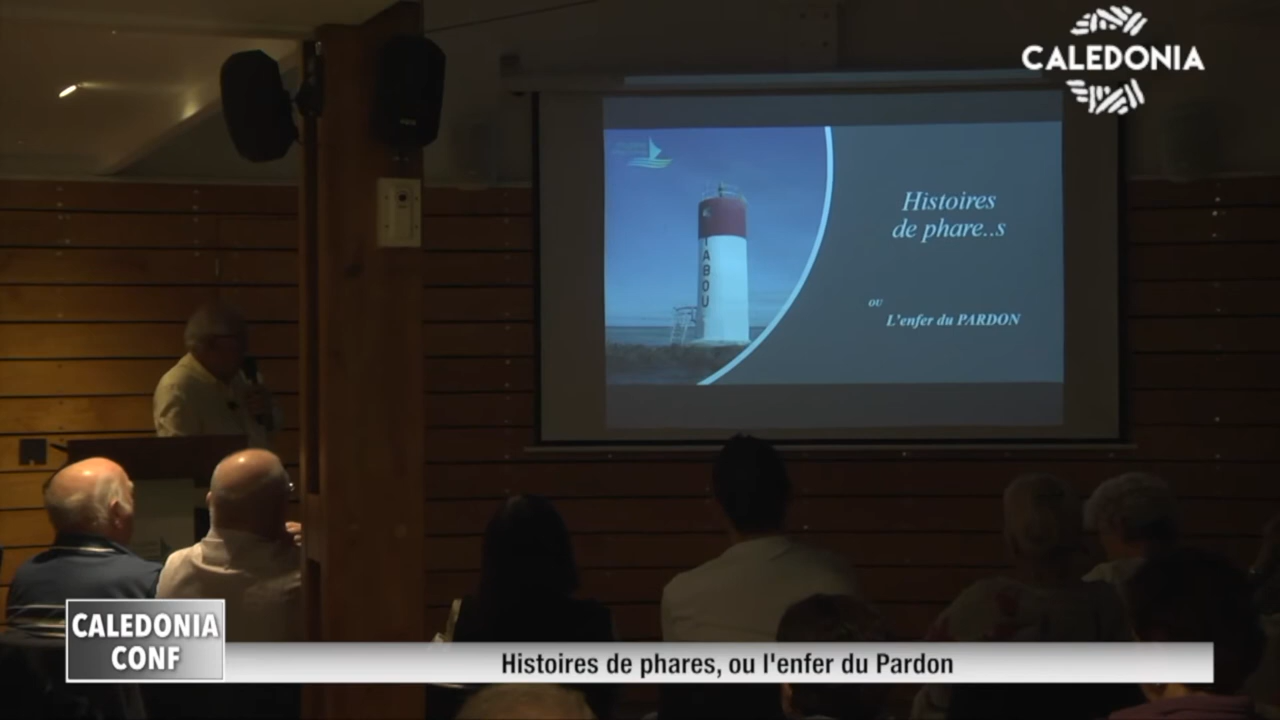 CALEDONIA
Histoires
de phare..s
TABOU
ou
L'enfer du PARDON
CALEDONIA
CONF
Histoires de phares, ou l'enfer du Pardon